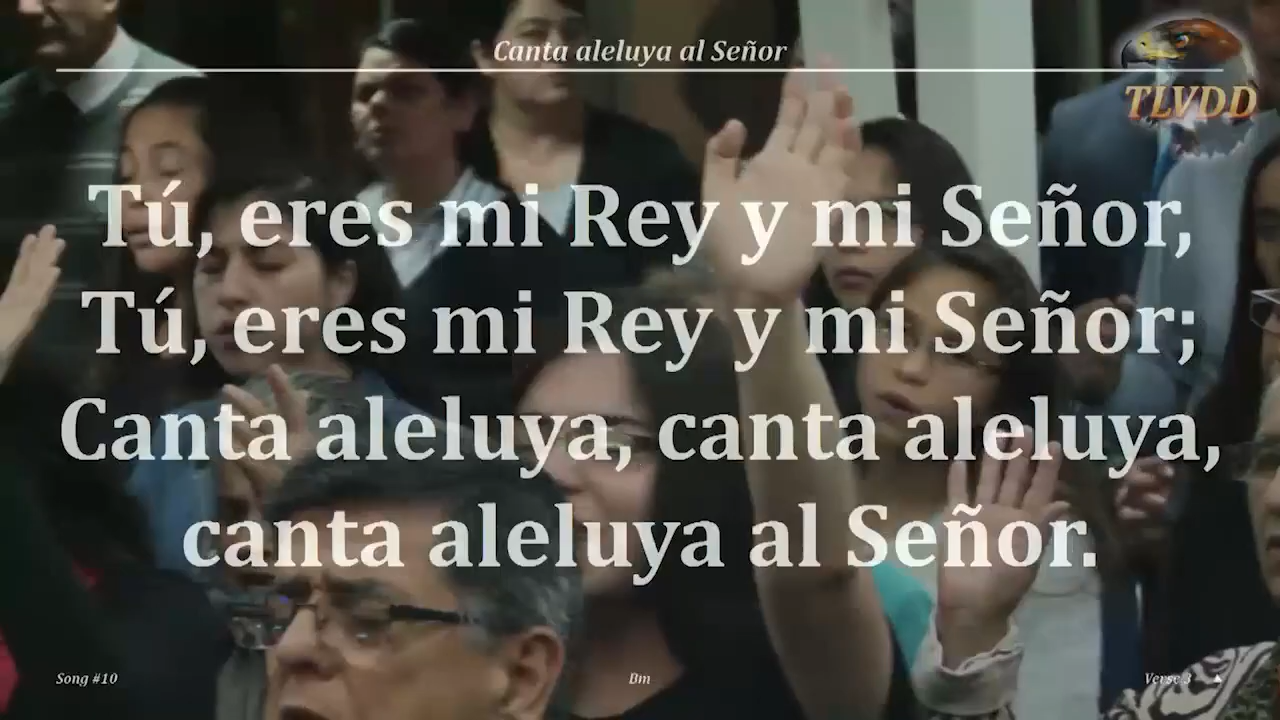 Canta aleluya al Señor
TLVDD
Tú, eres mi Rey y mi Señor,
Tú, eres mi Rey y mi Señor;
Canta aleluya, canta aleluya,
canta aleluya al Señor.
Song #10
Bm
Verse 3